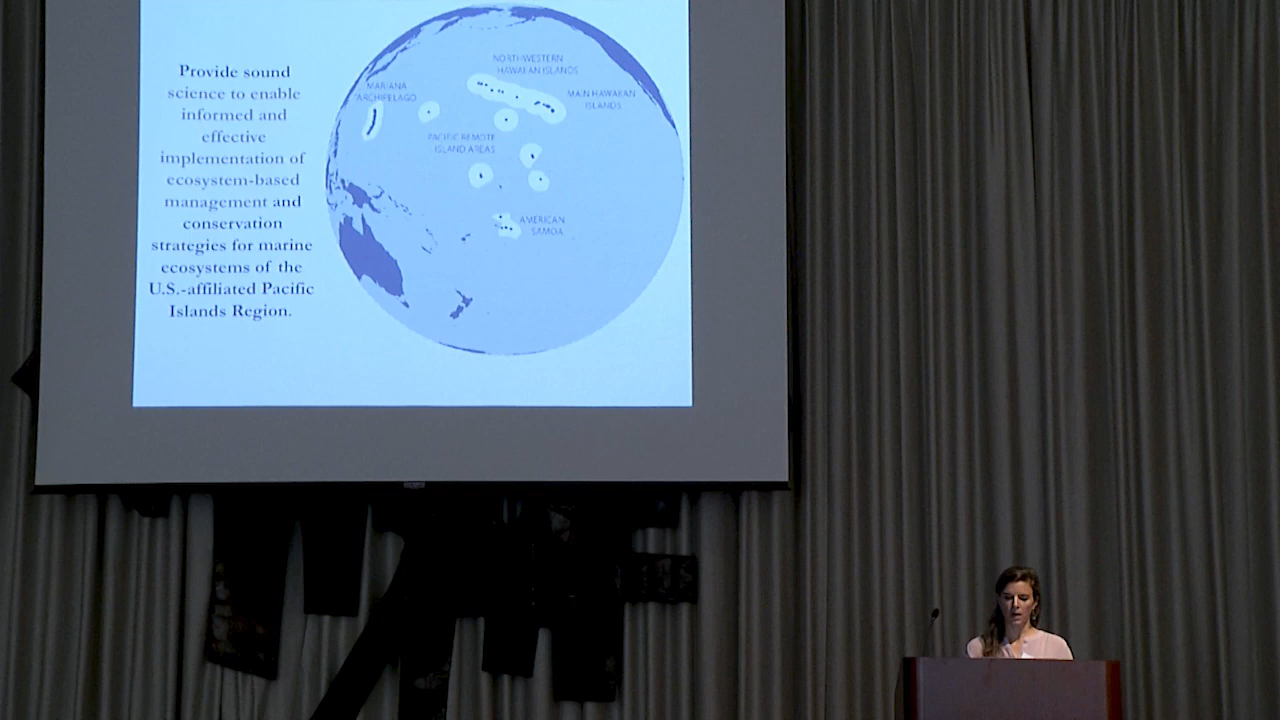 Provide sound
science to enable
informed and
effective
implementation of
ecosystem-based
management and
conservation
strategies for marine
ecosystems of the
U.S.-affiliated Pacific
Islands Region.
NORTHWESTERN
HAWAIIAN ISLANDS
MARIANA
ARCHIPELAGO
MAIN HAWAIIAN
ISLANDS
PACIFIC REMOTE
ISLAND AREAS
AMERICAN
SAMOA